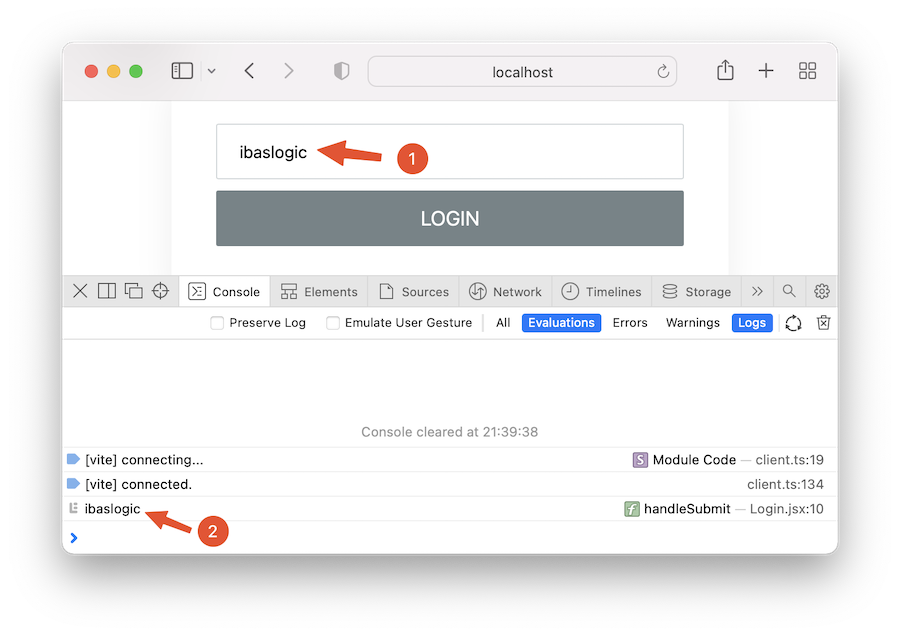 localhost
ibaslogic
1
LOGIN
Console Elements Sources Network Timelines Storage
Preserve Log Emulate User Gesture All Evaluations Errors Warnings Logs
Console cleared at 21:39:38
[vite] connecting... S Module Code — client.ts:19
[vite] connected. client.ts:134
ibaslogic f handleSubmit — Login.jsx:10
2